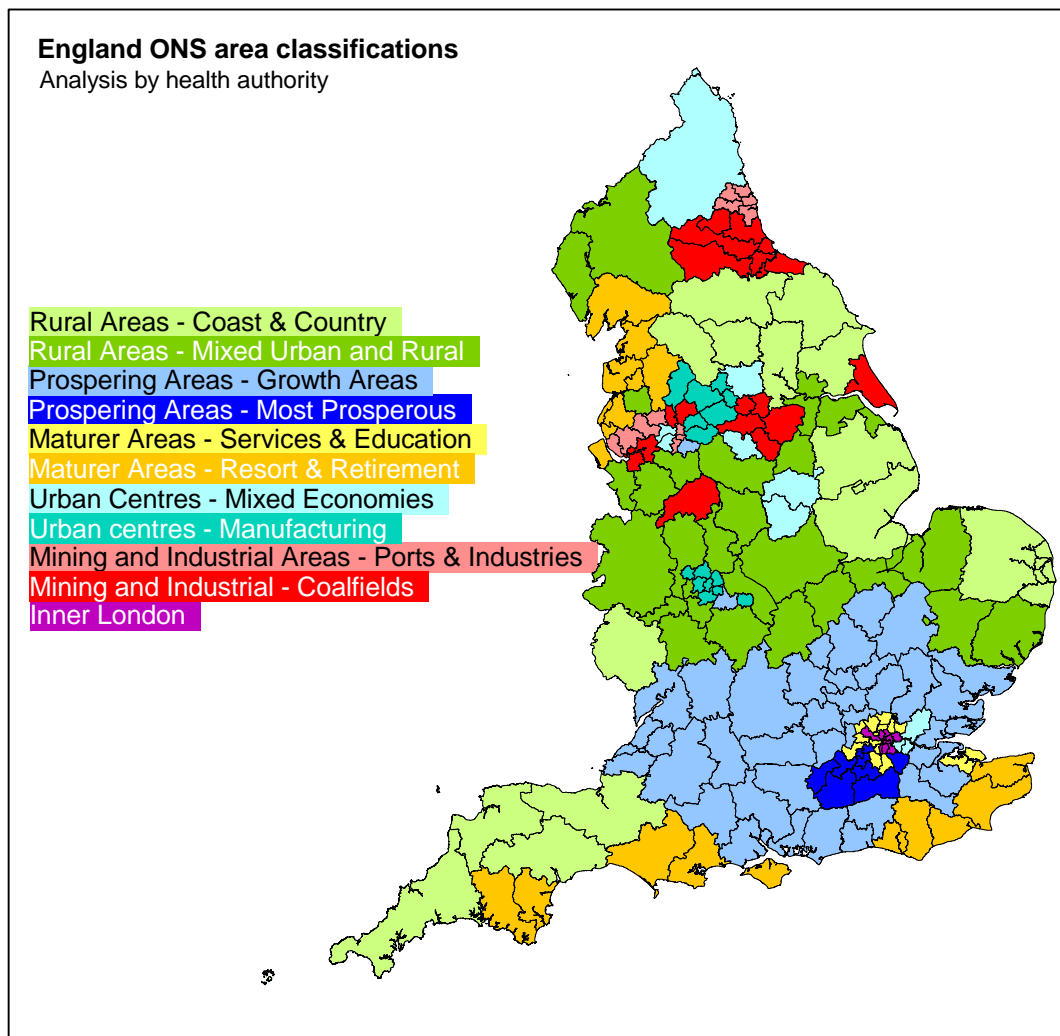 England ONS area classifications
Analysis by health authority
Rural Areas - Coast & Country
Rural Areas - Mixed Urban and Rural
Prospering Areas - Growth Areas
Prospering Areas - Most Prosperous
Maturer Areas - Services & Education
Maturer Areas - Resort & Retirement
Urban Centres - Mixed Economies
Urban centres - Manufacturing
Mining and Industrial Areas - Ports & Industries
Mining and Industrial - Coalfields
Inner London